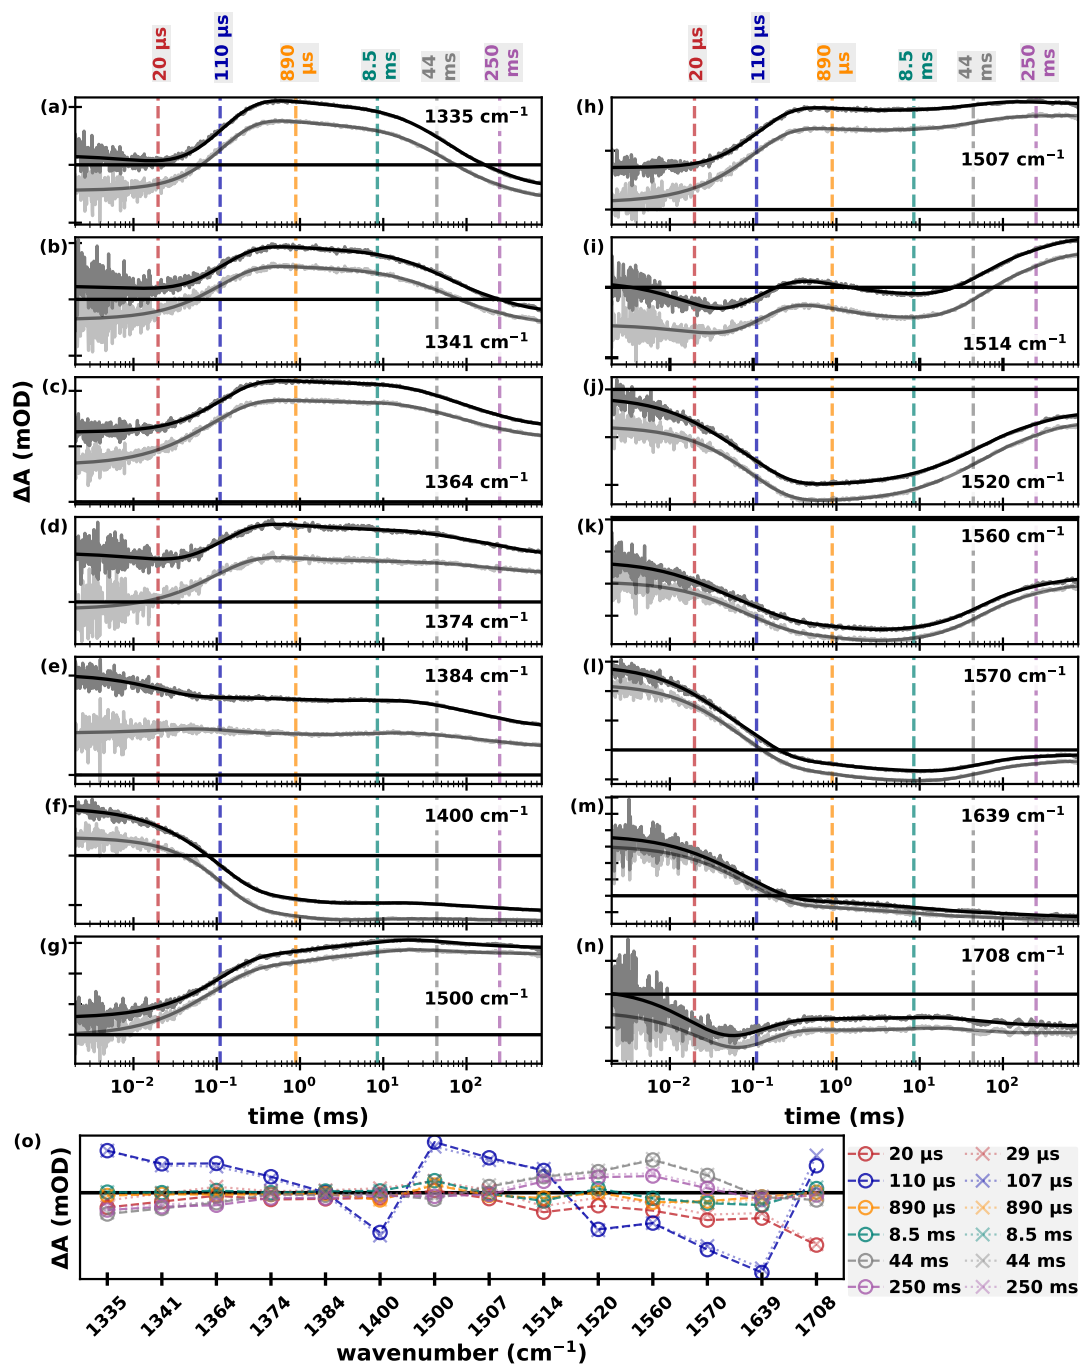 20 µs
110 µs
890 µs
8.5 ms
44 ms
250 ms
20 µs
110 µs
890 µs
8.5 ms
44 ms
250 ms
(a)
1335 cm⁻¹
(h)
1507 cm⁻¹
(b)
1341 cm⁻¹
(i)
1514 cm⁻¹
ΔA (mOD)
(c)
1364 cm⁻¹
(j)
1520 cm⁻¹
(d)
1374 cm⁻¹
(k)
1560 cm⁻¹
(e)
1384 cm⁻¹
(l)
1570 cm⁻¹
(f)
1400 cm⁻¹
(m)
1639 cm⁻¹
(g)
1500 cm⁻¹
(n)
1708 cm⁻¹
10⁻² 10⁻¹ 10⁰ 10¹ 10²
10⁻² 10⁻¹ 10⁰ 10¹ 10²
time (ms)
time (ms)
(o)
ΔA (mOD)
20 µs 29 µs
110 µs 107 µs
890 µs 890 µs
8.5 ms 8.5 ms
44 ms 44 ms
250 ms 250 ms
1335 1341 1364 1374 1384 1400 1500 1507 1514 1520 1560 1570 1639 1708
wavenumber (cm⁻¹)